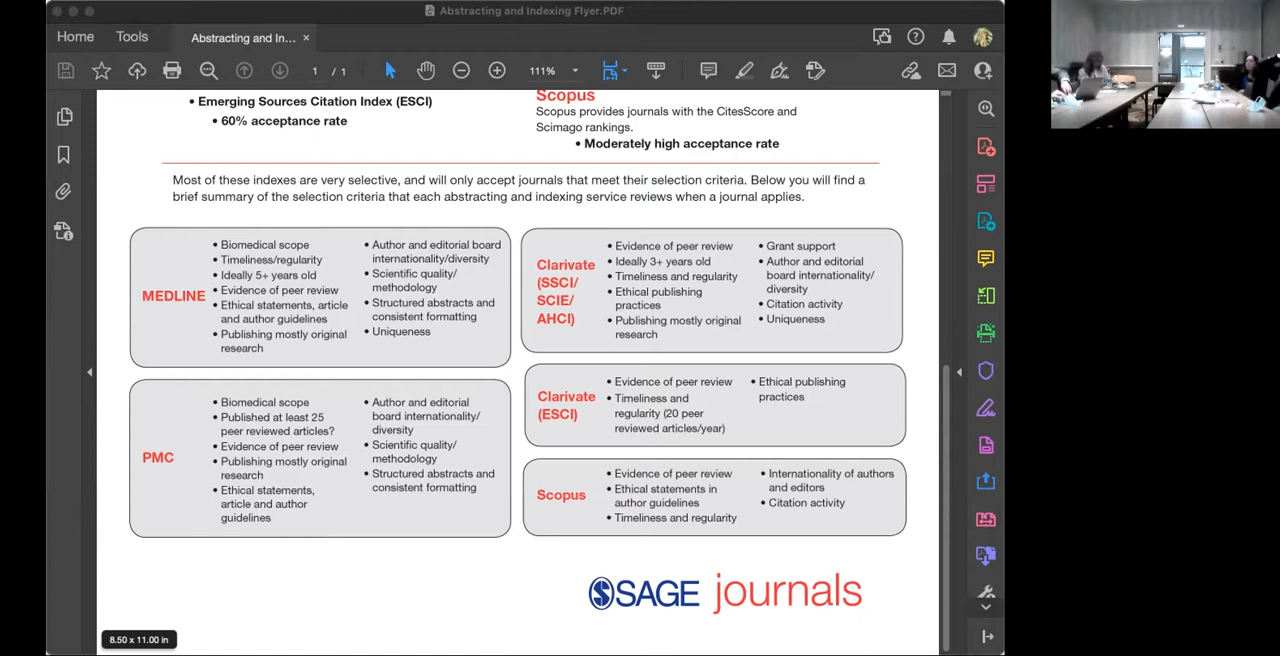 Abstracting and Indexing Flyer.PDF
Home
Tools
Abstracting and In...
1 / 1
111%
• Emerging Sources Citation Index (ESCI)
• 60% acceptance rate
Scopus
Scopus provides journals with the CitesScore and
Scimago rankings.
• Moderately high acceptance rate
Most of these indexes are very selective, and will only accept journals that meet their selection criteria. Below you will find a
brief summary of the selection criteria that each abstracting and indexing service reviews when a journal applies.
MEDLINE
• Biomedical scope
• Timeliness/regularity
• Ideally 5+ years old
• Evidence of peer review
• Ethical statements, article
and author guidelines
• Publishing mostly original
research
• Author and editorial board
internationality/diversity
• Scientific quality/
methodology
• Structured abstracts and
consistent formatting
• Uniqueness
Clarivate
(SSCI/
SCIE/
AHCI)
• Evidence of peer review
• Ideally 3+ years old
• Timeliness and regularity
• Ethical publishing
practices
• Publishing mostly original
research
• Grant support
• Author and editorial
board internationality/
diversity
• Citation activity
• Uniqueness
PMC
• Biomedical scope
• Published at least 25
peer reviewed articles?
• Evidence of peer review
• Publishing mostly original
research
• Ethical statements,
article and author
guidelines
• Author and editorial
board internationality/
diversity
• Scientific quality/
methodology
• Structured abstracts and
consistent formatting
Clarivate
(ESCI)
• Evidence of peer review
• Timeliness and
regularity (20 peer
reviewed articles/year)
• Ethical publishing
practices
Scopus
• Evidence of peer review
• Ethical statements in
author guidelines
• Timeliness and regularity
• Internationality of authors
and editors
• Citation activity
SAGE journals
8.50 x 11.00 in